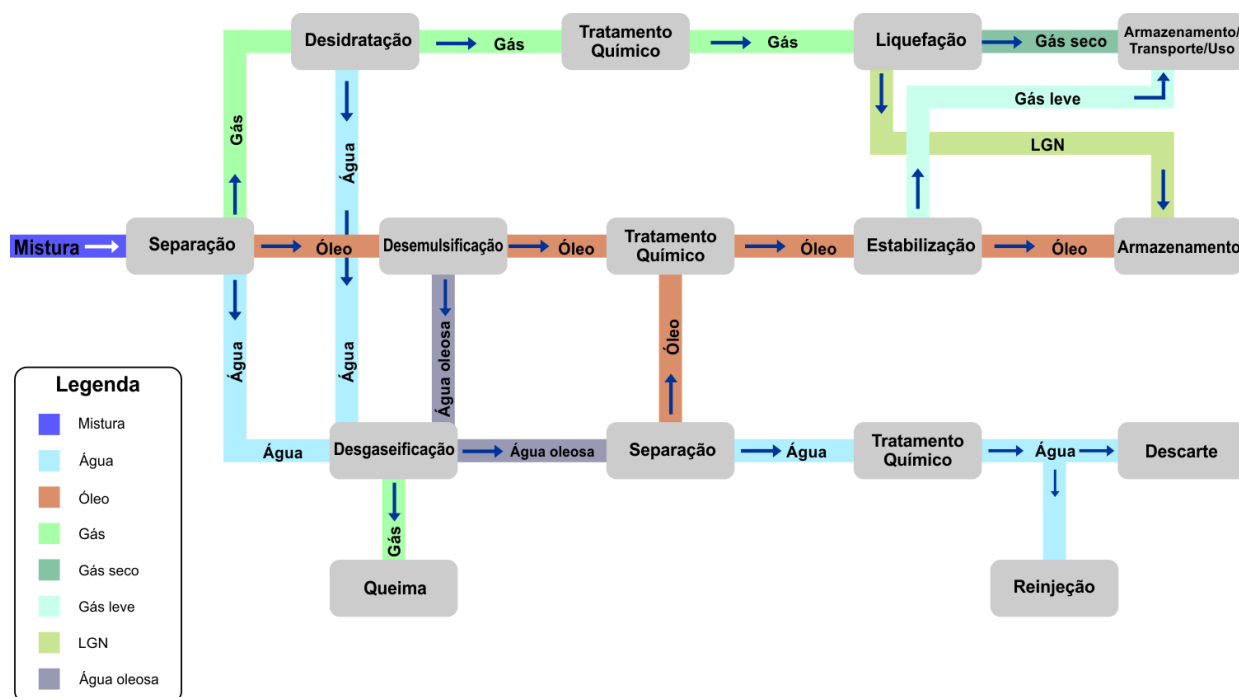 Desidratação
Gás
Tratamento
Químico
Gás
Liquefação
Gás seco
Armazenamento/
Transporte/Uso
Gás leve
Gás
Água
LGN
Mistura
Separação
Óleo
Desemulsificação
Óleo
Tratamento
Químico
Óleo
Estabilização
Óleo
Armazenamento
Água
Água
Água oleosa
Óleo
Água
Desgaseificação
Água oleosa
Separação
Água
Tratamento
Químico
Água
Descarte
Gás
Queima
Reinjeção
Legenda
Mistura
Água
Óleo
Gás
Gás seco
Gás leve
LGN
Água oleosa